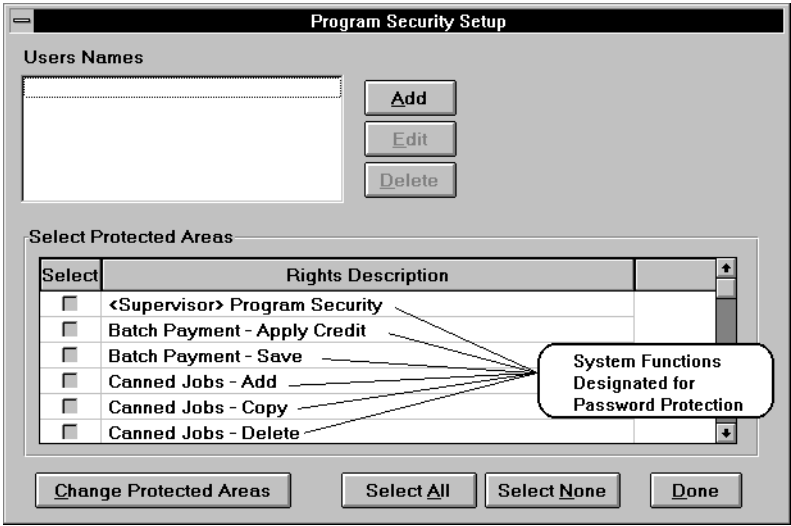 Program Security Setup
Users Names
Add
Edit
Delete
Select Protected Areas
Select Rights Description
<Supervisor> Program Security
Batch Payment - Apply Credit
Batch Payment - Save
Canned Jobs - Add
Canned Jobs - Copy
Canned Jobs - Delete
System Functions
Designated for
Password Protection
Change Protected Areas Select All Select None Done